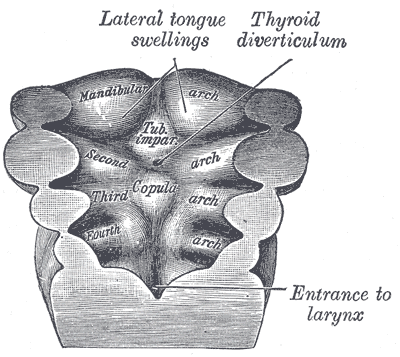 Lateral tongue
swellings
Thyroid
diverticulum
Mandibular arch
Tub.
impar.
Second arch
Third Copula arch
Fourth arch
Entrance to
larynx